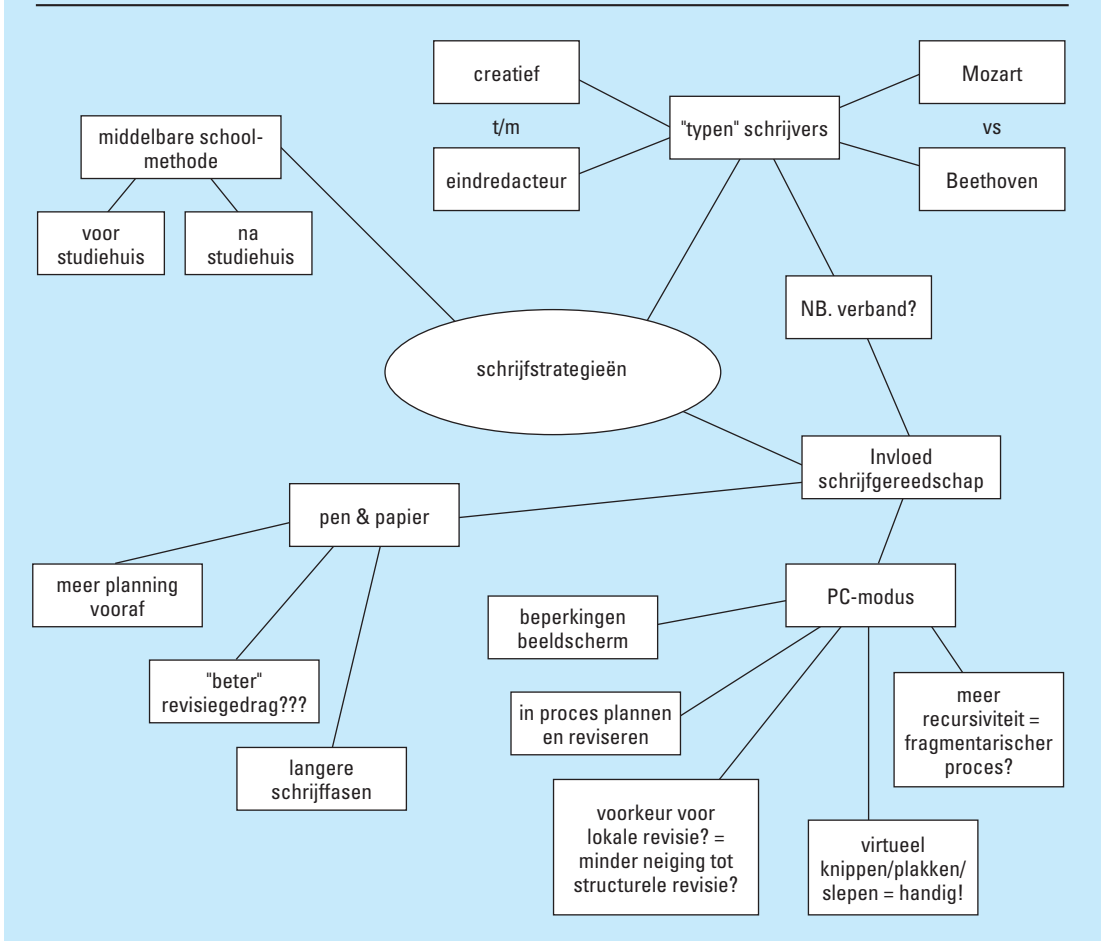 creatief
t/m
eindredacteur
"typen" schrijvers
Mozart
vs
Beethoven
middelbare school-
methode
voor
studiehuis
na
studiehuis
NB. verband?
schrijfstrategieën
Invloed
schrijfgereedschap
pen & papier
meer planning
vooraf
"beter"
revisiegedrag???
langere
schrijffasen
PC-modus
beperkingen
beeldscherm
in proces plannen
en reviseren
voorkeur voor
lokale revisie? =
minder neiging tot
structurele revisie?
virtueel
knippen/plakken/
slepen = handig!
meer
recursiviteit =
fragmentarischer
proces?